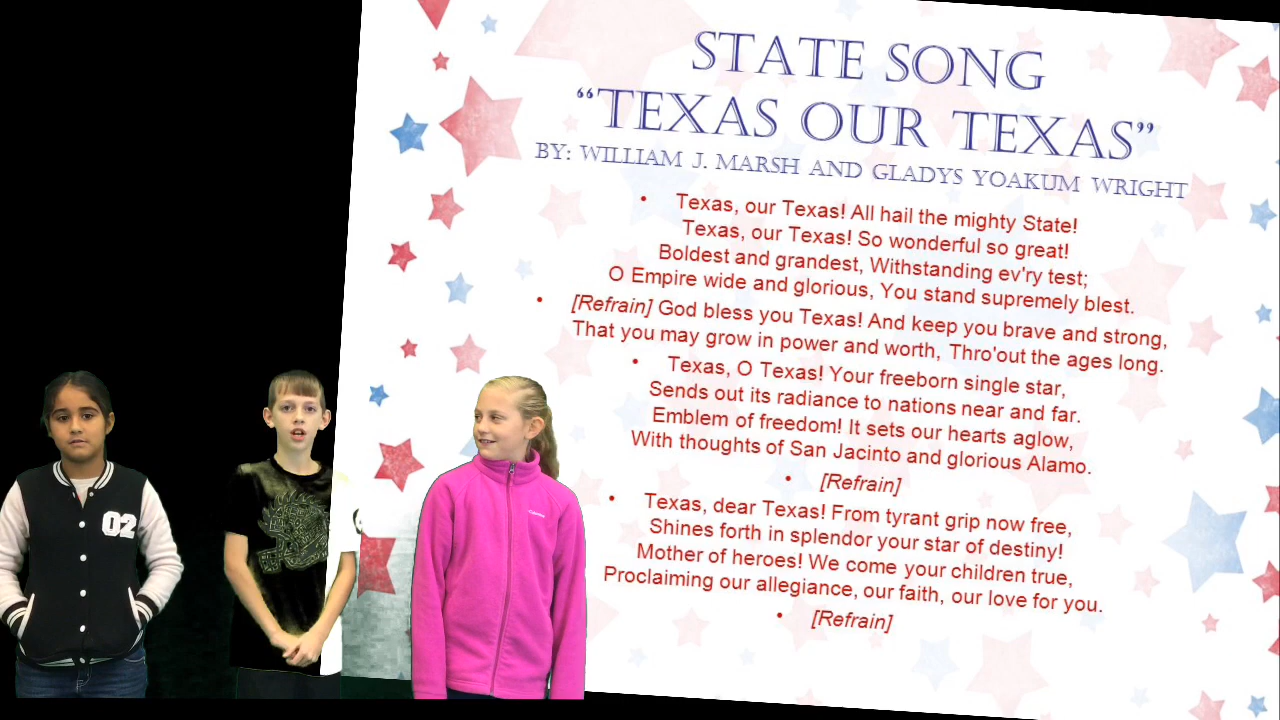 STATE SONG
“TEXAS OUR TEXAS”
BY: WILLIAM J. MARSH AND GLADYS YOAKUM WRIGHT
• Texas, our Texas! All hail the mighty State!
Texas, our Texas! So wonderful so great!
Boldest and grandest, Withstanding ev'ry test;
O Empire wide and glorious, You stand supremely blest.
• [Refrain] God bless you Texas! And keep you brave and strong,
That you may grow in power and worth, Thro'out the ages long.
• Texas, O Texas! Your freeborn single star,
Sends out its radiance to nations near and far.
Emblem of freedom! It sets our hearts aglow,
With thoughts of San Jacinto and glorious Alamo.
• [Refrain]
• Texas, dear Texas! From tyrant grip now free,
Shines forth in splendor your star of destiny!
Mother of heroes! We come your children true,
Proclaiming our allegiance, our faith, our love for you.
• [Refrain]
02